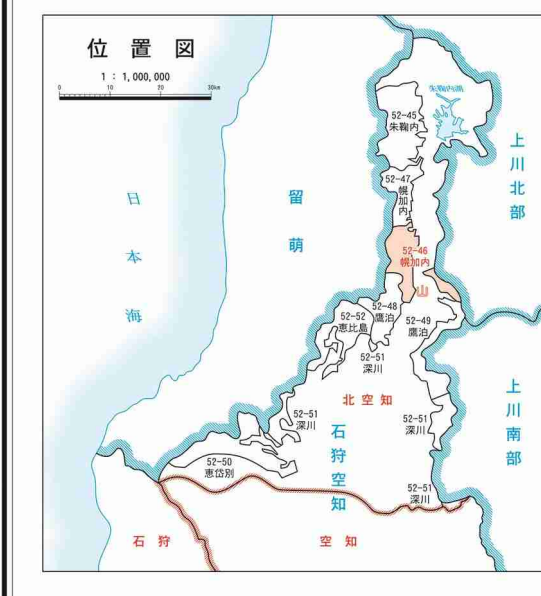 位置図
1 : 1,000,000
0 10 20 30km
朱鞠内湖
52-45
朱鞠内
上川北部
52-47
幌加内
日本海
留萌
52-46
幌加内
山
52-48
鷹泊
52-52
恵比島
52-49
鷹泊
52-51
深川
北空知
上川南部
52-51
深川
52-51
深川
石狩空知
52-50
恵岱別
52-51
深川
石狩
空知